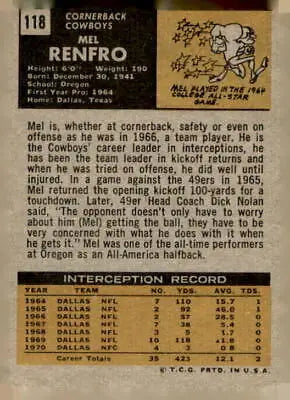 118
CORNERBACK
COWBOYS
MEL
RENFRO
Height: 6'0" Weight: 190
Born: December 30, 1941
School: Oregon
First Year Pro: 1964
Home: Dallas, Texas
MEL PLAYED IN THE 1964
COLLEGE ALL-STAR
GAME.
Mel is, whether at cornerback, safety or even on
offense as he was in 1966, a team player. He is
the Cowboys' career leader in interceptions, he
has been the team leader in kickoff returns and
when he was tried on offense, he did well until
injured. In a game against the 49ers in 1965,
Mel returned the opening kickoff 100-yards for a
touchdown. Later, 49er Head Coach Dick Nolan
said, "The opponent doesn't only have to worry
about him (Mel) getting the ball, they have to be
very concerned with what he does with it when
he gets it." Mel was one of the all-time performers
at Oregon as an All-America halfback.
INTERCEPTION RECORD
YEAR TEAM NO. YDS. AVG. TDS.
1964 DALLAS NFL 7 110 15.7 1
1965 DALLAS NFL 2 92 46.0 1
1966 DALLAS NFL 2 57 28.5 0
1967 DALLAS NFL 7 38 5.4 0
1968 DALLAS NFL 3 5 1.7 0
1969 DALLAS NFL 10 118 11.8 0
1970 DALLAS NFC 4 3 0.8 0
Career Totals 35 423 12.1 2
© T.C.G. PRTD. IN U.S.A.